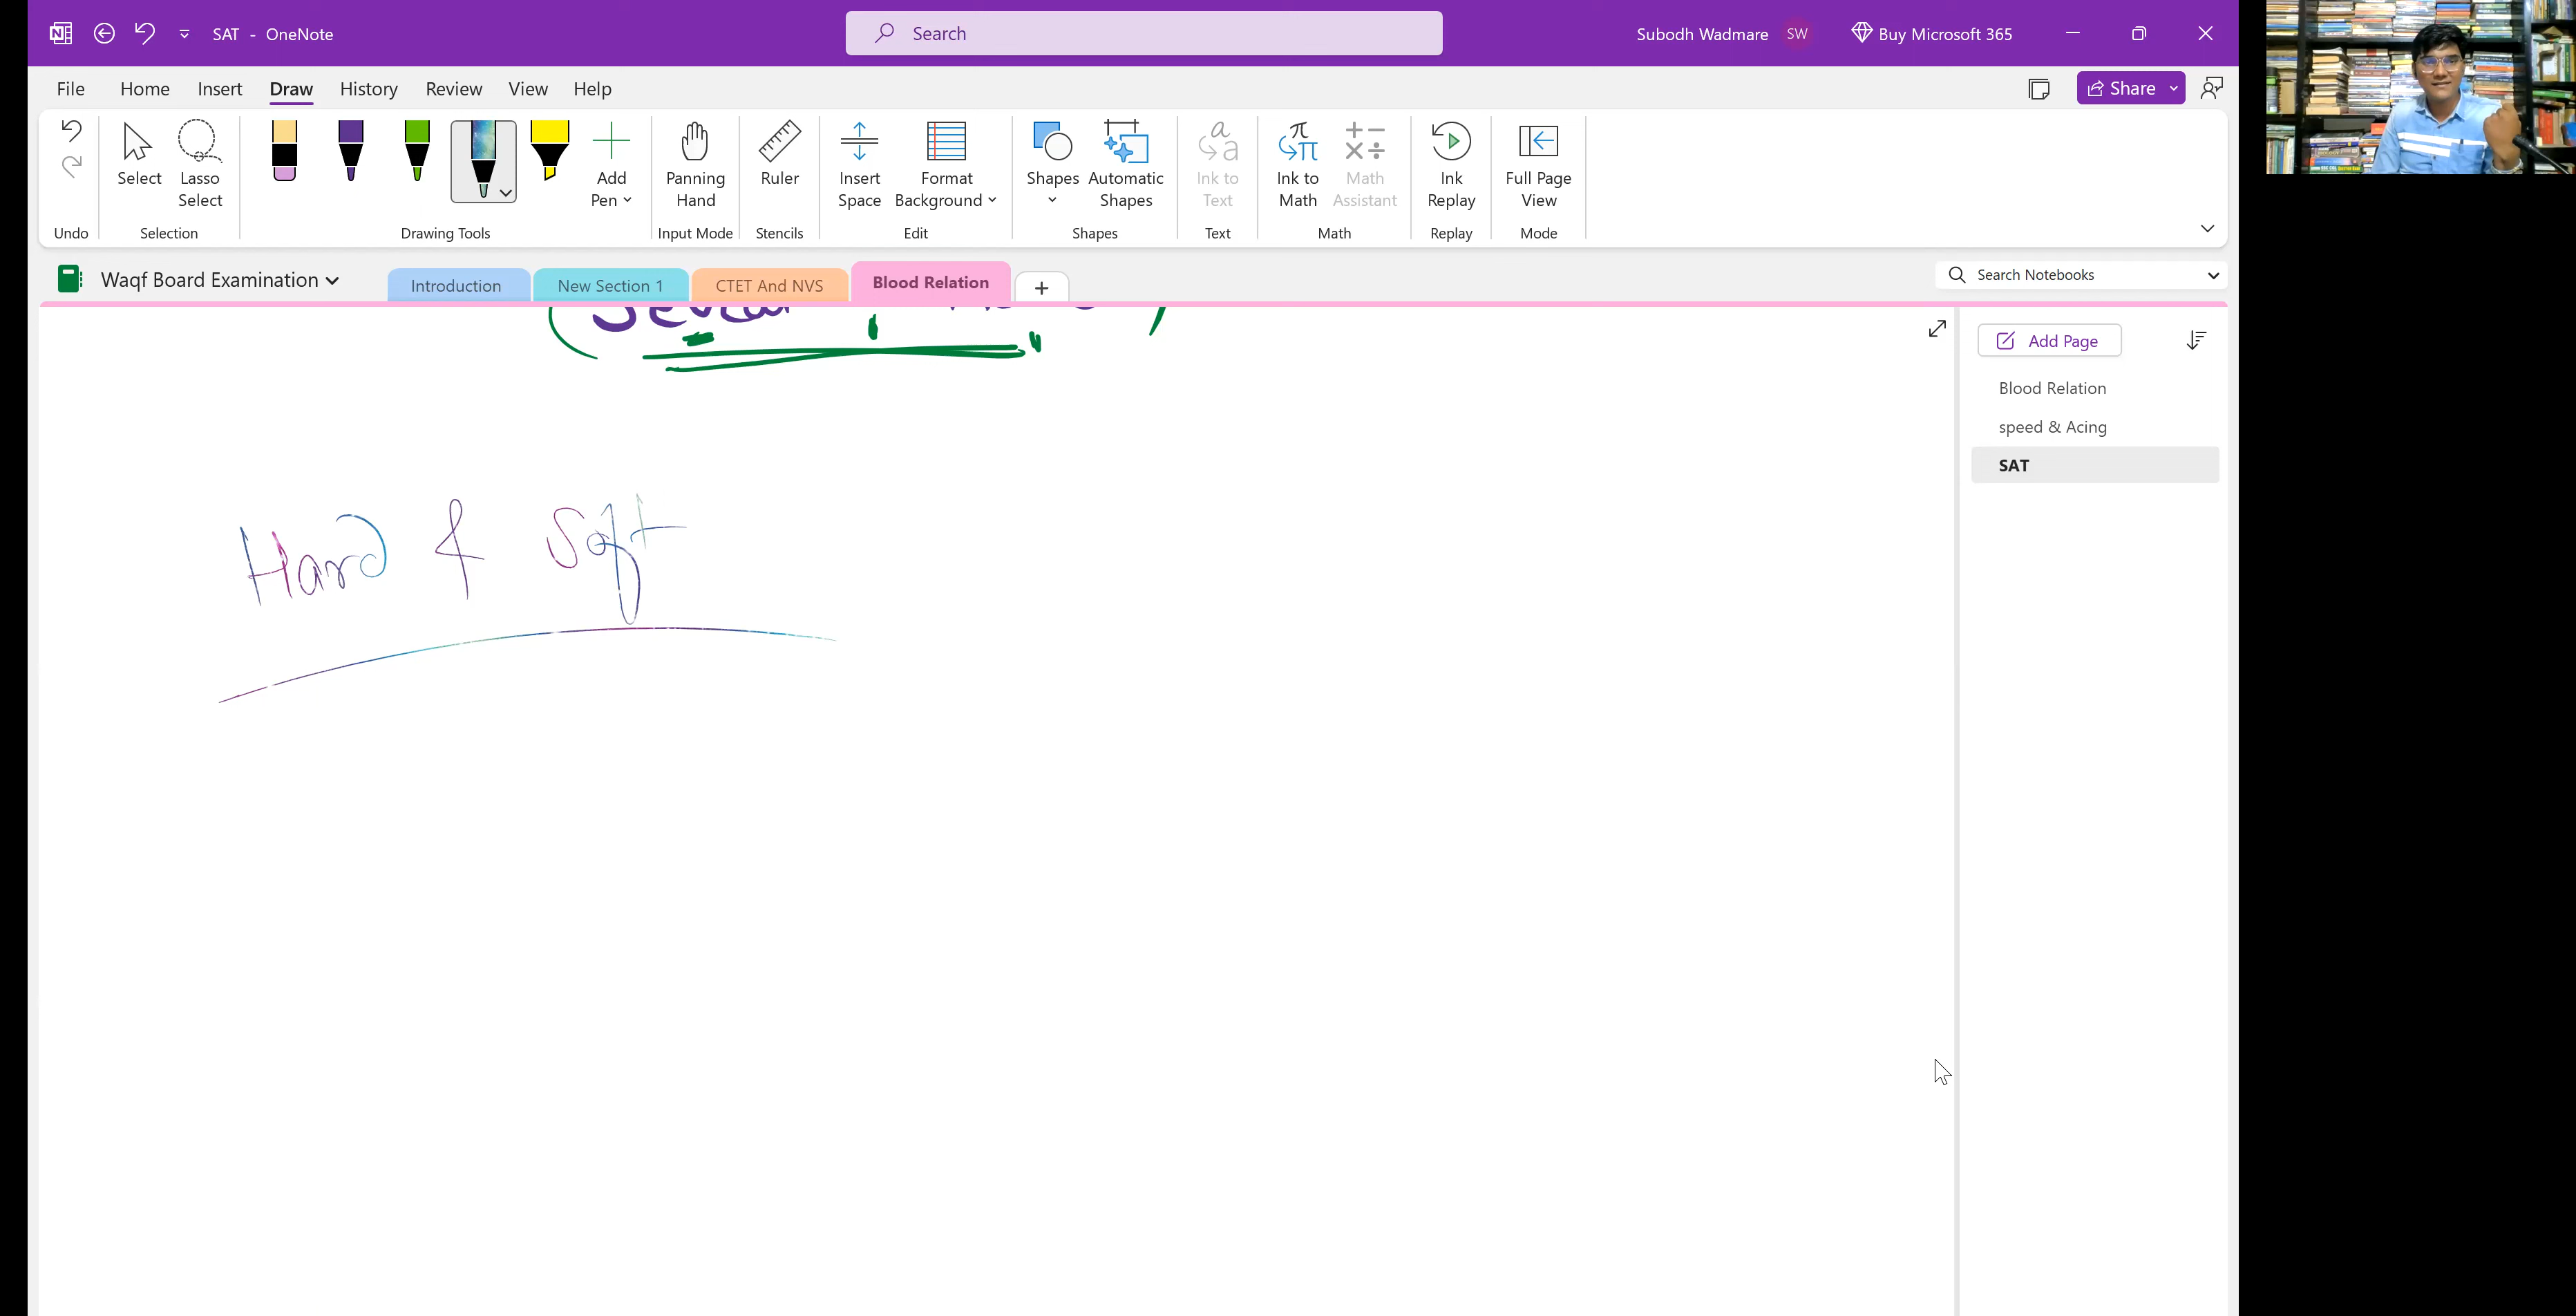 SAT - OneNote
Search
Subodh Wadmare SW
Buy Microsoft 365
File Home Insert Draw History Review View Help
Share
Select
Lasso Select
Add Pen
Panning Hand
Ruler
Insert Space
Format Background
Shapes
Automatic Shapes
Ink to Text
Ink to Math
Math Assistant
Ink Replay
Full Page View
Undo Selection Drawing Tools Input Mode Stencils Edit Shapes Text Math Replay Mode
Waqf Board Examination
Introduction New Section 1 CTET And NVS Blood Relation +
Search Notebooks
Add Page
Blood Relation
speed & Acing
SAT
Hard & Soft